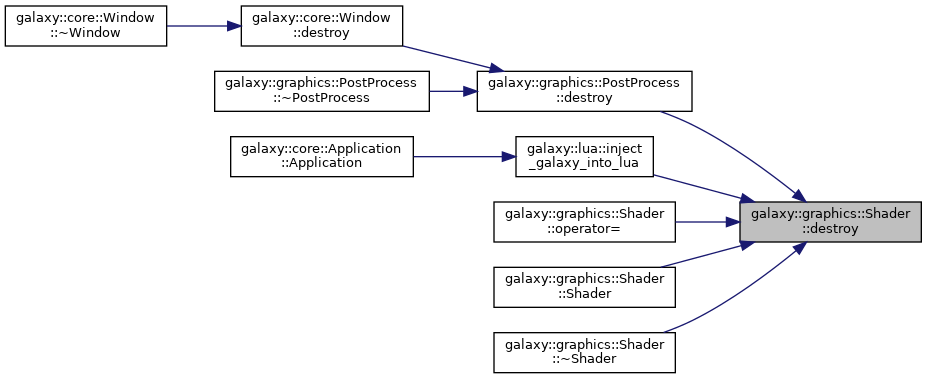 galaxy::core::Window
::~Window
galaxy::core::Window
::destroy
galaxy::graphics::PostProcess
::~PostProcess
galaxy::graphics::PostProcess
::destroy
galaxy::core::Application
::Application
galaxy::lua::inject
_galaxy_into_lua
galaxy::graphics::Shader
::operator=
galaxy::graphics::Shader
::destroy
galaxy::graphics::Shader
::Shader
galaxy::graphics::Shader
::~Shader